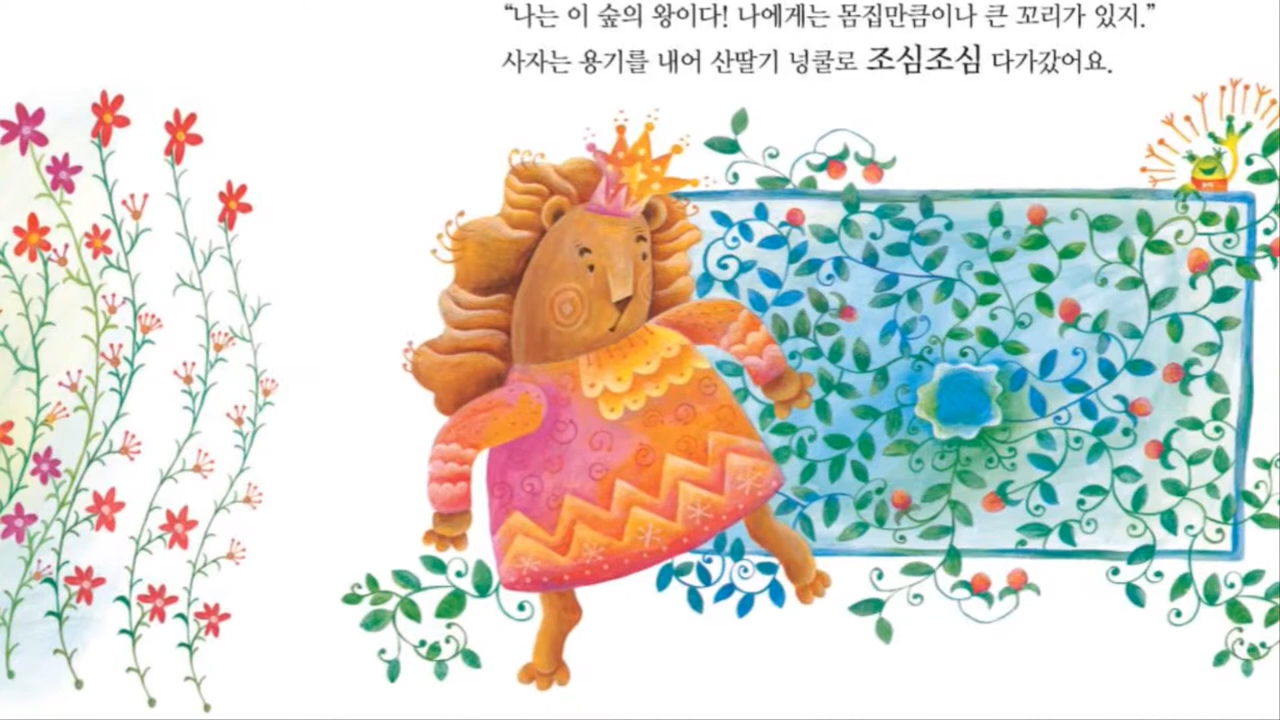 “나는 이 숲의 왕이다! 나에게는 몸집만큼이나 큰 꼬리가 있지.”
사자는 용기를 내어 산딸기 넝쿨로 조심조심 다가갔어요.